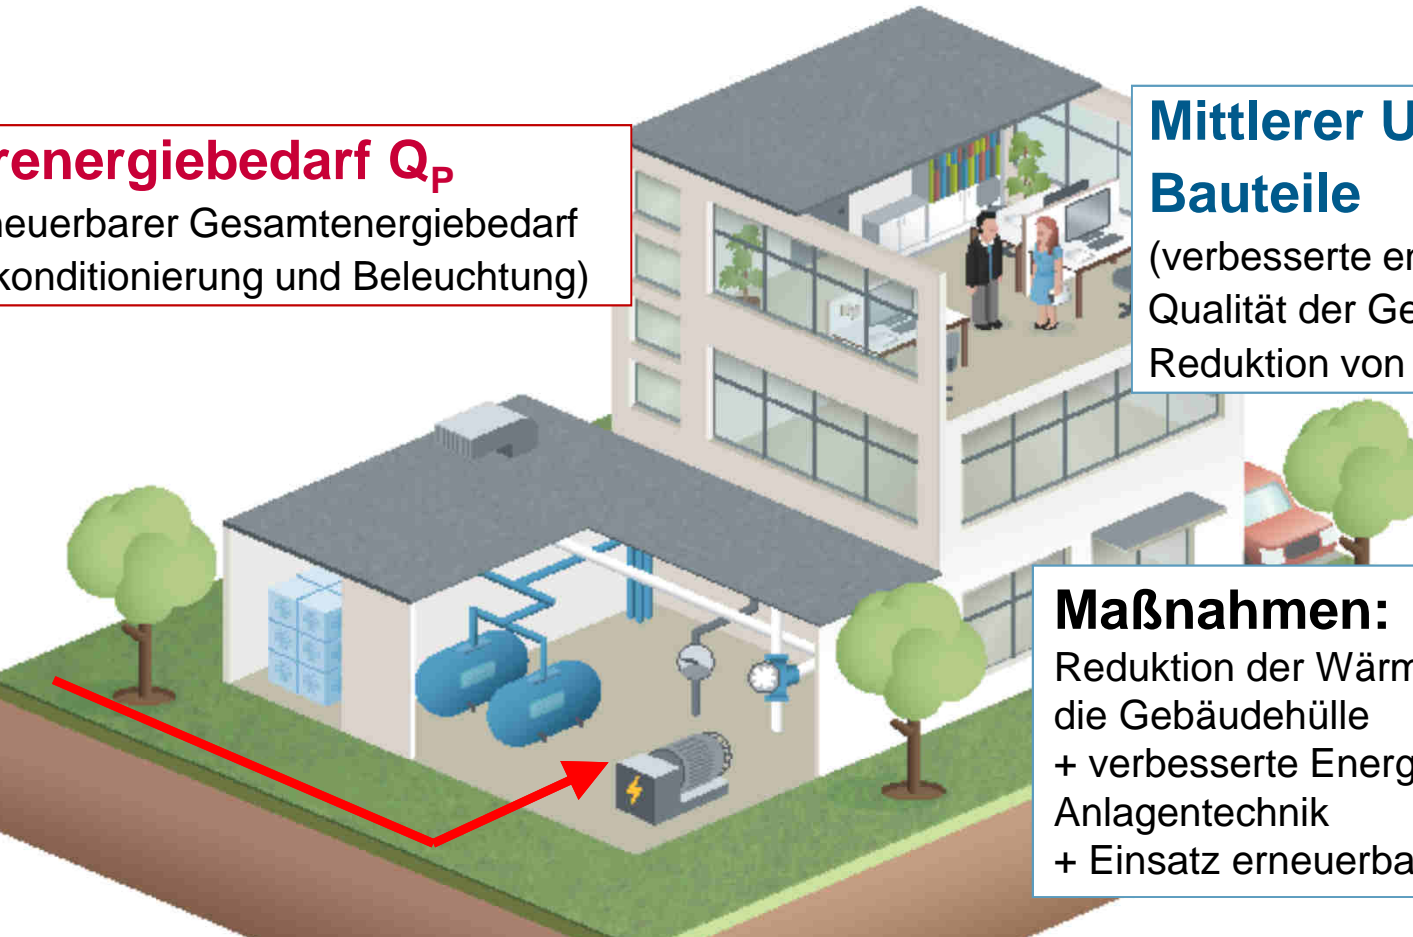 renergiebedarf QP
neuerbarer Gesamtenergiebedarf
konditionierung und Beleuchtung)
Mittlerer U
Bauteile
(verbesserte er
Qualität der Ge
Reduktion von
Maßnahmen:
Reduktion der Wärm
die Gebäudehülle
+ verbesserte Energ
Anlagentechnik
+ Einsatz erneuerba